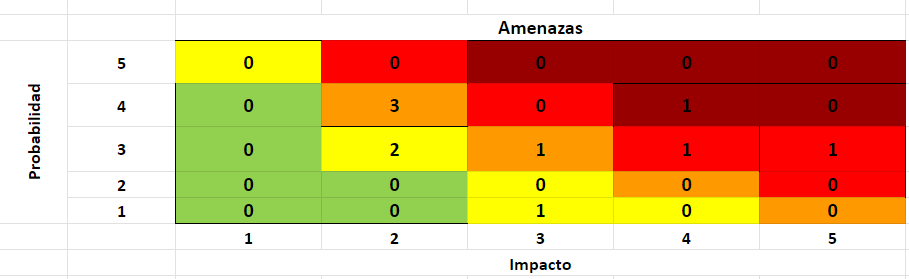 Amenazas
Probabilidad
5 0 0 0 0 0
4 0 3 0 1 0
3 0 2 1 1 1
2 0 0 0 0 0
1 0 0 1 0 0
1 2 3 4 5
Impacto